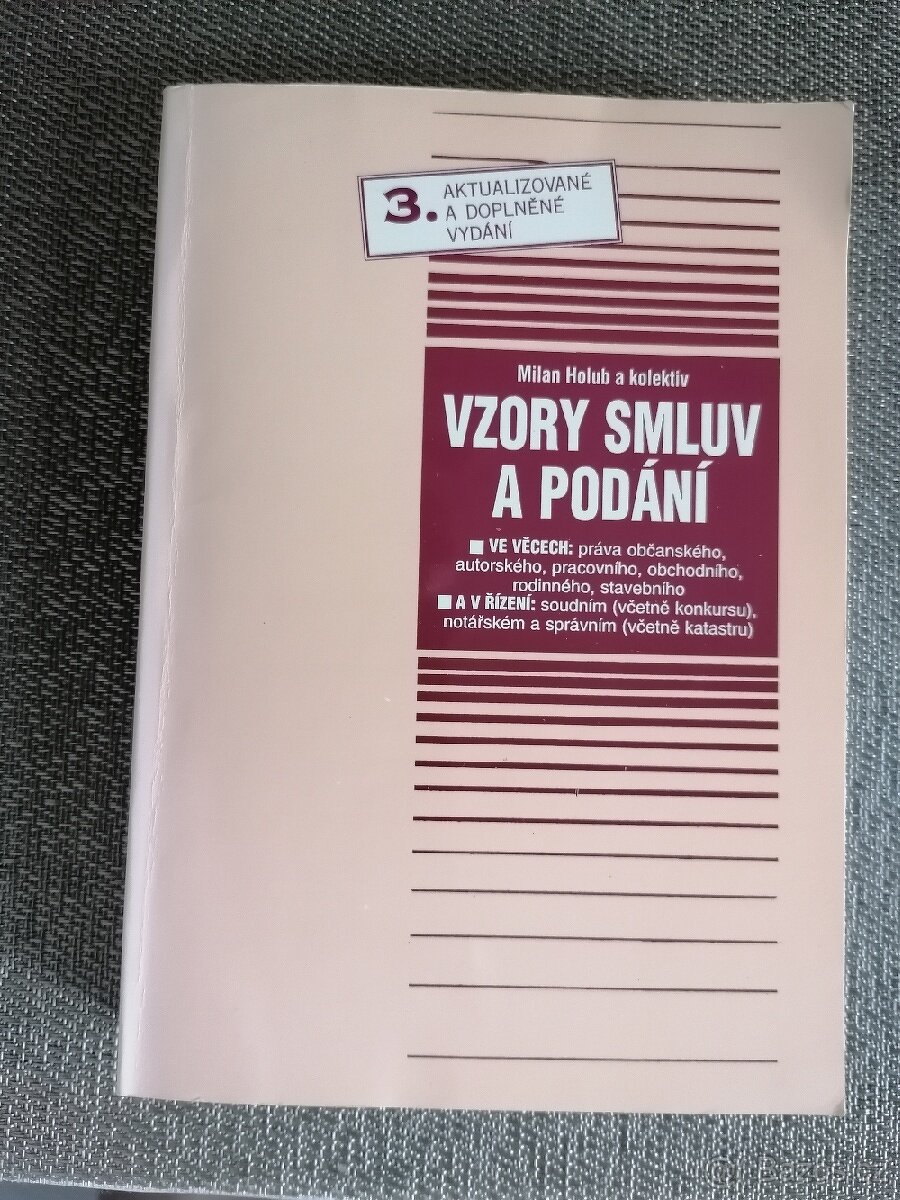 3. AKTUALIZOVANÉ
A DOPLNĚNÉ
VYDÁNÍ
Milan Holub a kolektiv
VZORY SMLUV
A PODÁNÍ
■ VE VĚCECH: práva občanského,
autorského, pracovního, obchodního,
rodinného, stavebního
■ A V ŘÍZENÍ: soudním (včetně konkursu),
notářském a správním (včetně katastru)